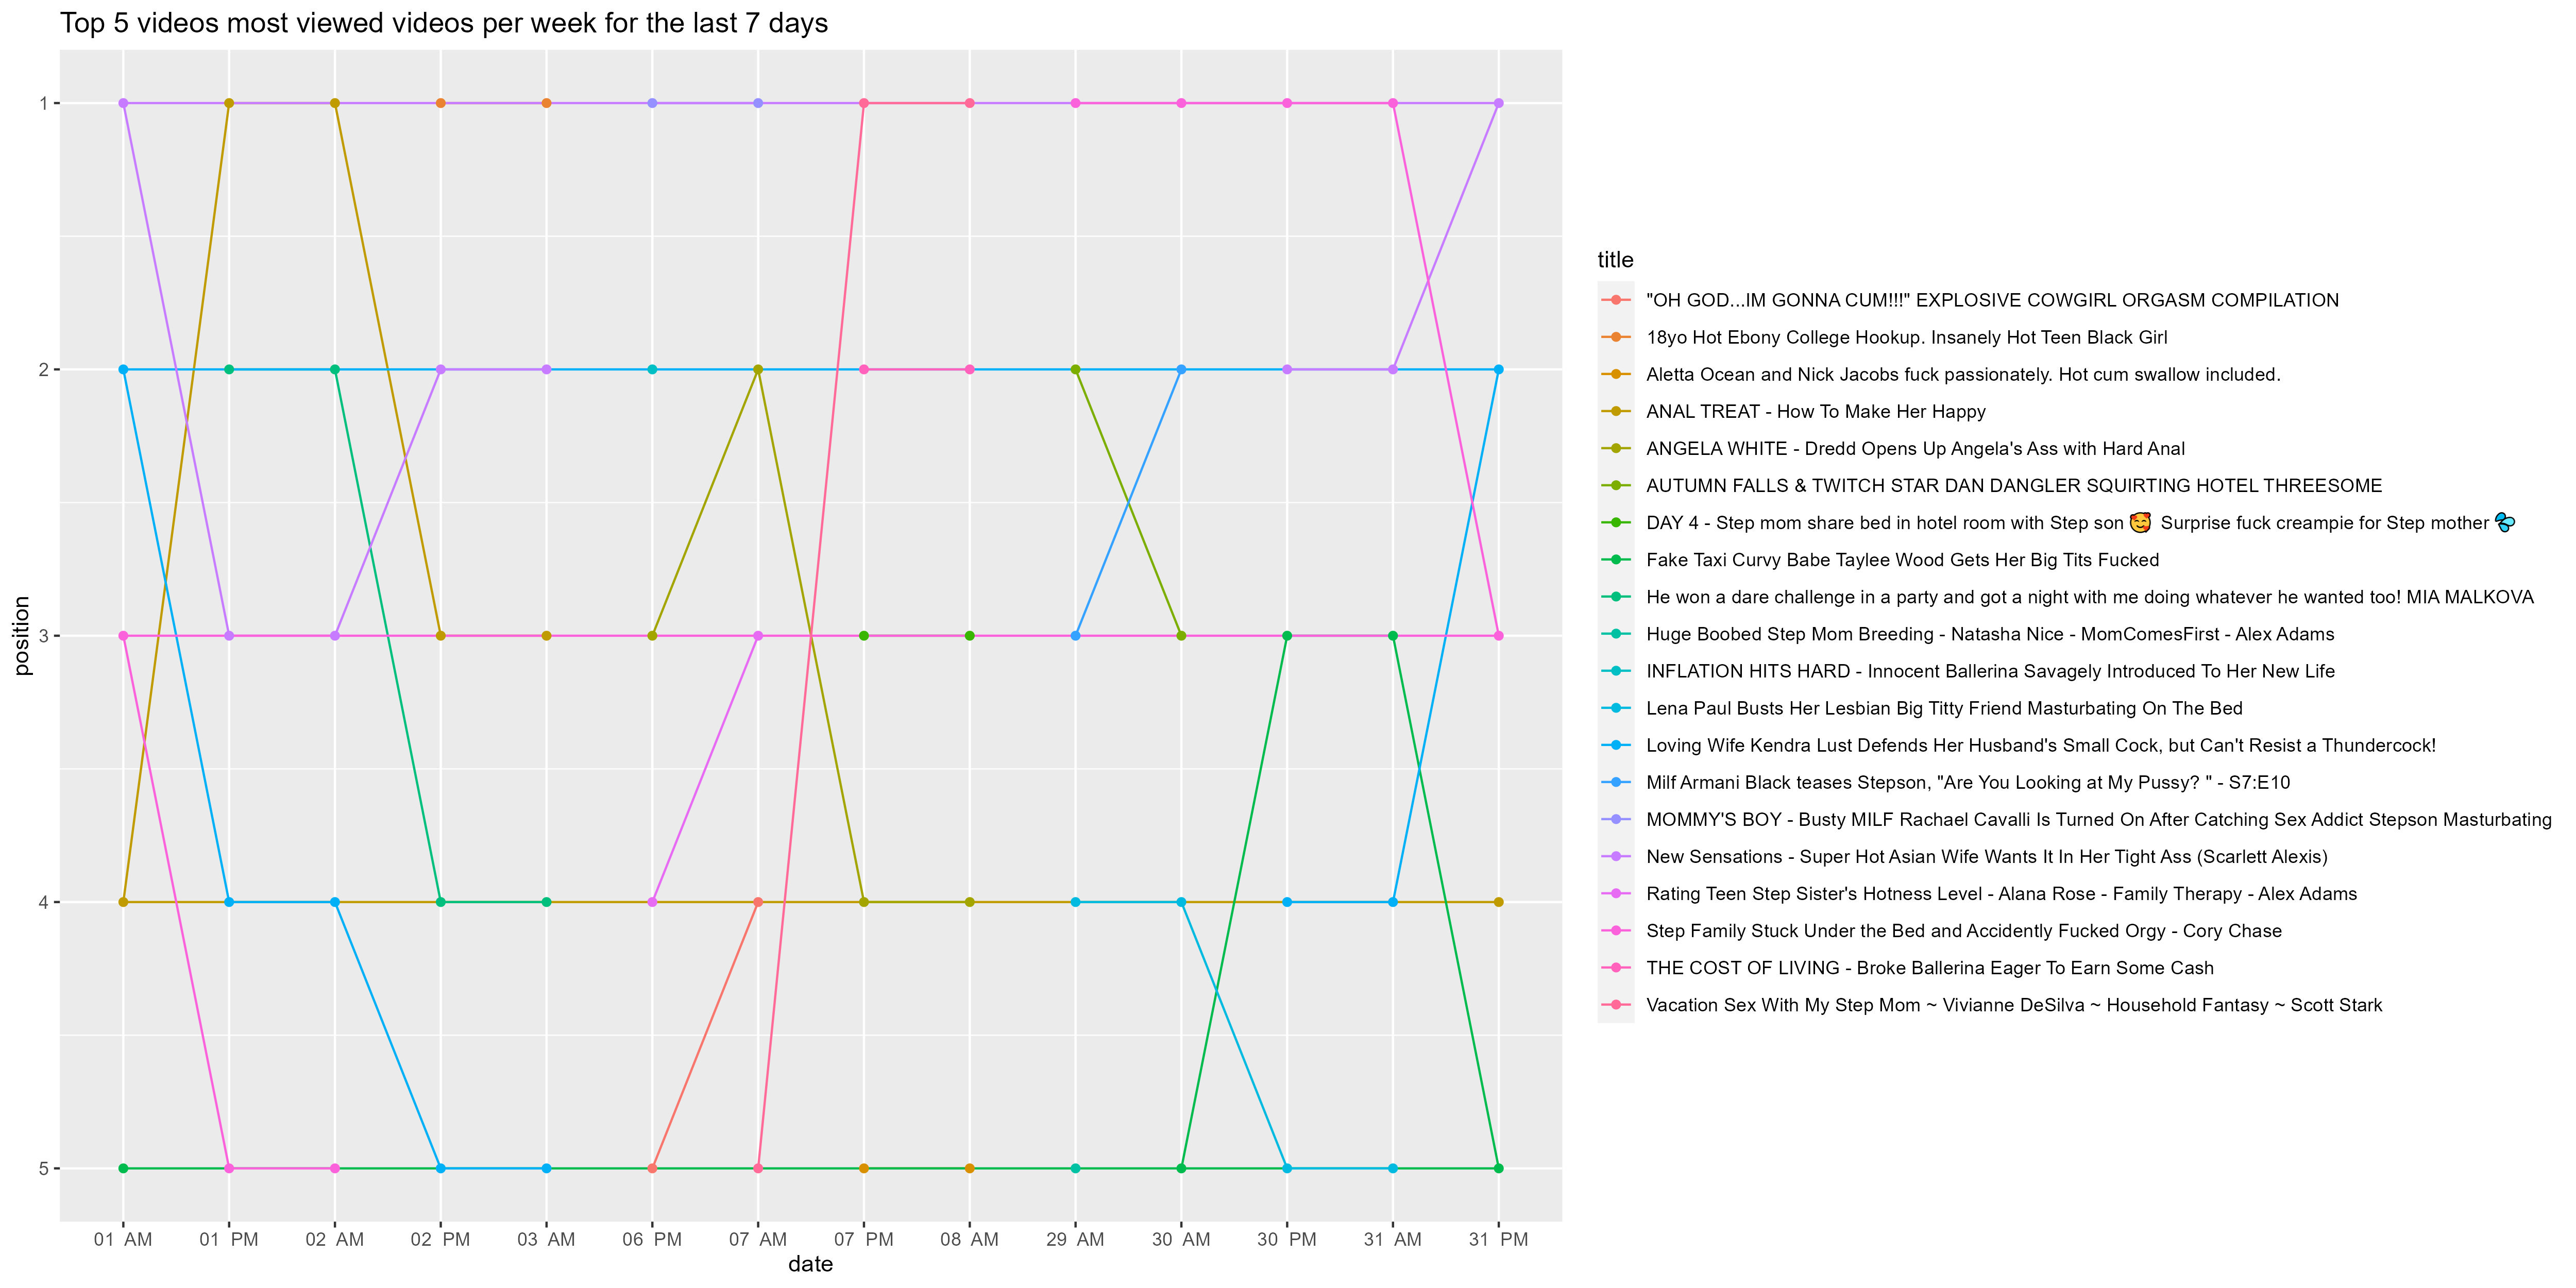 Top 5 videos most viewed videos per week for the last 7 days
position
1
2
3
4
5
01 AM 01 PM 02 AM 02 PM 03 AM 06 PM 07 AM 07 PM 08 AM 29 AM 30 AM 30 PM 31 AM 31 PM
date
title
"OH GOD...IM GONNA CUM!!!" EXPLOSIVE COWGIRL ORGASM COMPILATION
18yo Hot Ebony College Hookup. Insanely Hot Teen Black Girl
Aletta Ocean and Nick Jacobs fuck passionately. Hot cum swallow included.
ANAL TREAT - How To Make Her Happy
ANGELA WHITE - Dredd Opens Up Angela's Ass with Hard Anal
AUTUMN FALLS & TWITCH STAR DAN DANGLER SQUIRTING HOTEL THREESOME
DAY 4 - Step mom share bed in hotel room with Step son 🥰 Surprise fuck creampie for Step mother 💦
Fake Taxi Curvy Babe Taylee Wood Gets Her Big Tits Fucked
He won a dare challenge in a party and got a night with me doing whatever he wanted too! MIA MALKOVA
Huge Boobed Step Mom Breeding - Natasha Nice - MomComesFirst - Alex Adams
INFLATION HITS HARD - Innocent Ballerina Savagely Introduced To Her New Life
Lena Paul Busts Her Lesbian Big Titty Friend Masturbating On The Bed
Loving Wife Kendra Lust Defends Her Husband's Small Cock, but Can't Resist a Thundercock!
Milf Armani Black teases Stepson, "Are You Looking at My Pussy? " - S7:E10
MOMMY'S BOY - Busty MILF Rachael Cavalli Is Turned On After Catching Sex Addict Stepson Masturbating
New Sensations - Super Hot Asian Wife Wants It In Her Tight Ass (Scarlett Alexis)
Rating Teen Step Sister's Hotness Level - Alana Rose - Family Therapy - Alex Adams
Step Family Stuck Under the Bed and Accidently Fucked Orgy - Cory Chase
THE COST OF LIVING - Broke Ballerina Eager To Earn Some Cash
Vacation Sex With My Step Mom ~ Vivianne DeSilva ~ Household Fantasy ~ Scott Stark